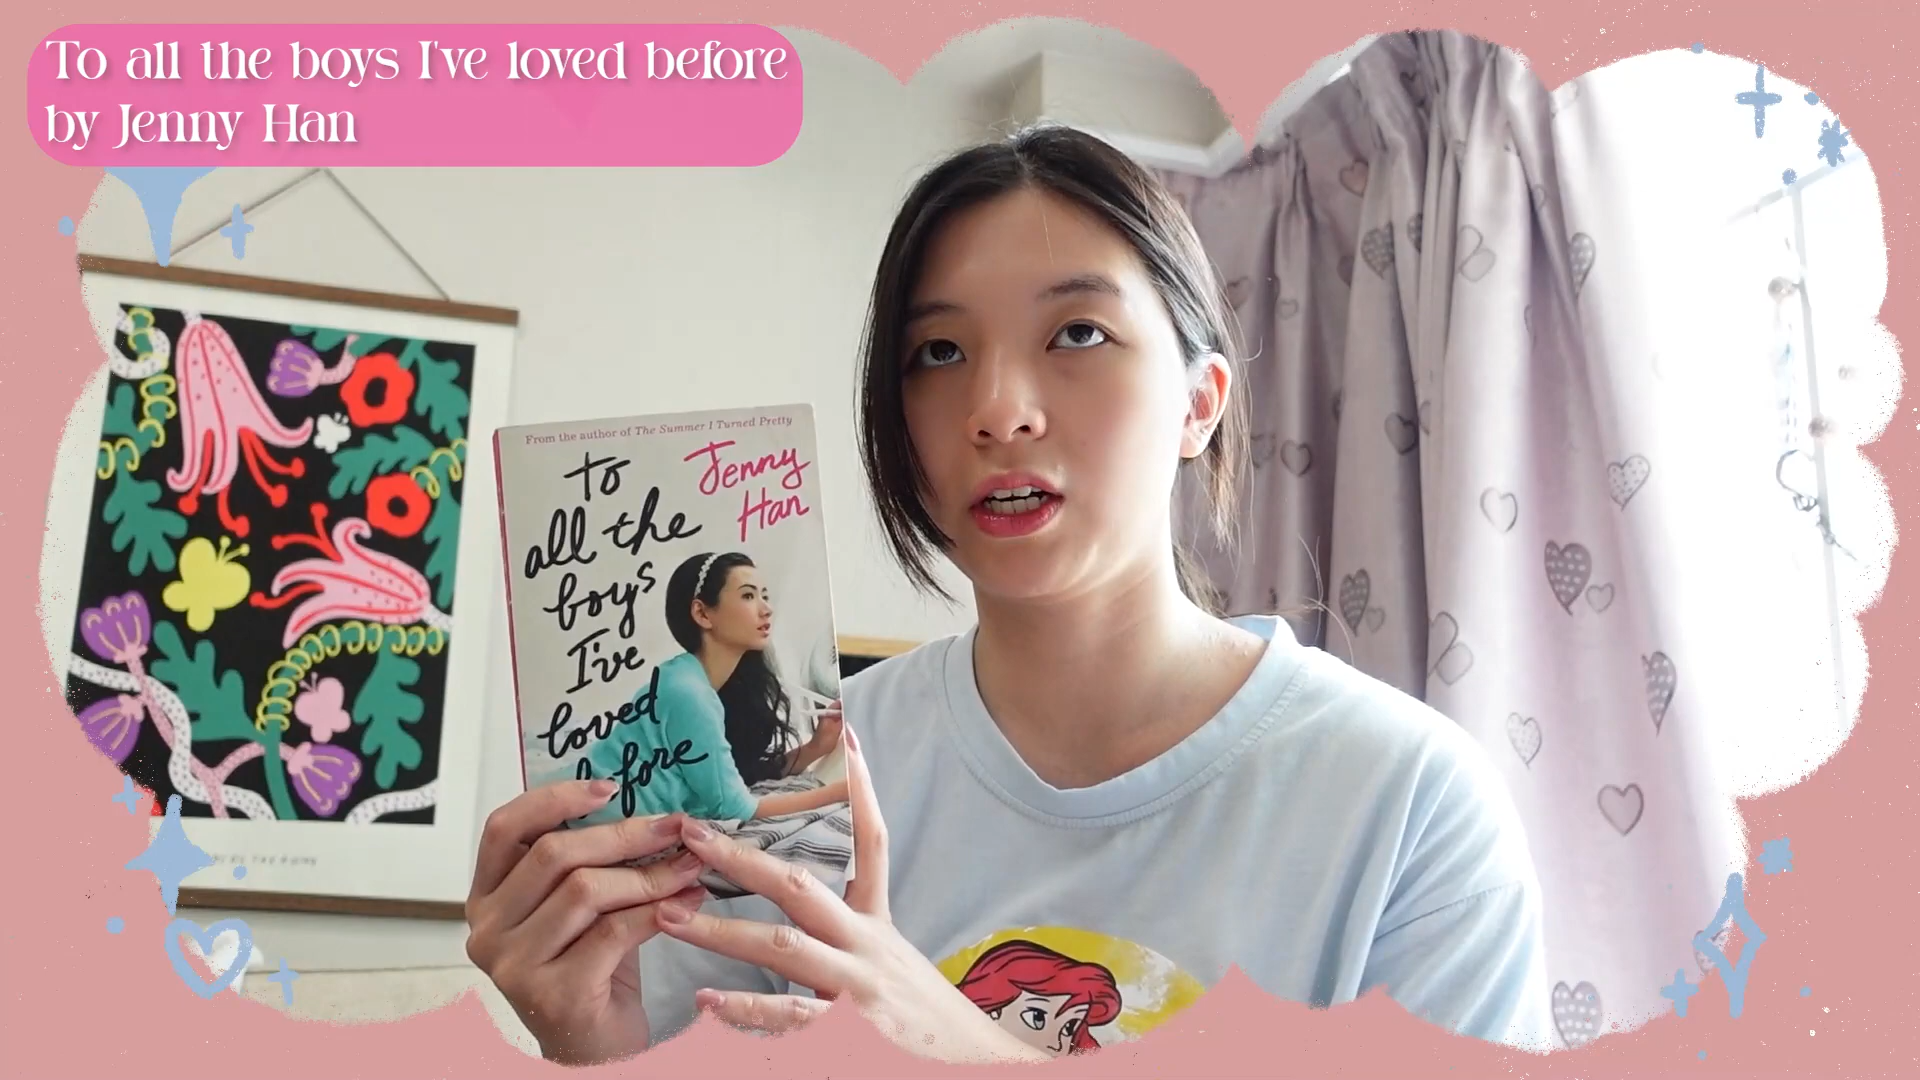 To all the boys I've loved before
by Jenny Han
From the author of The Summer I Turned Pretty
Jenny
Han
to
all the
boys
I've
loved
before